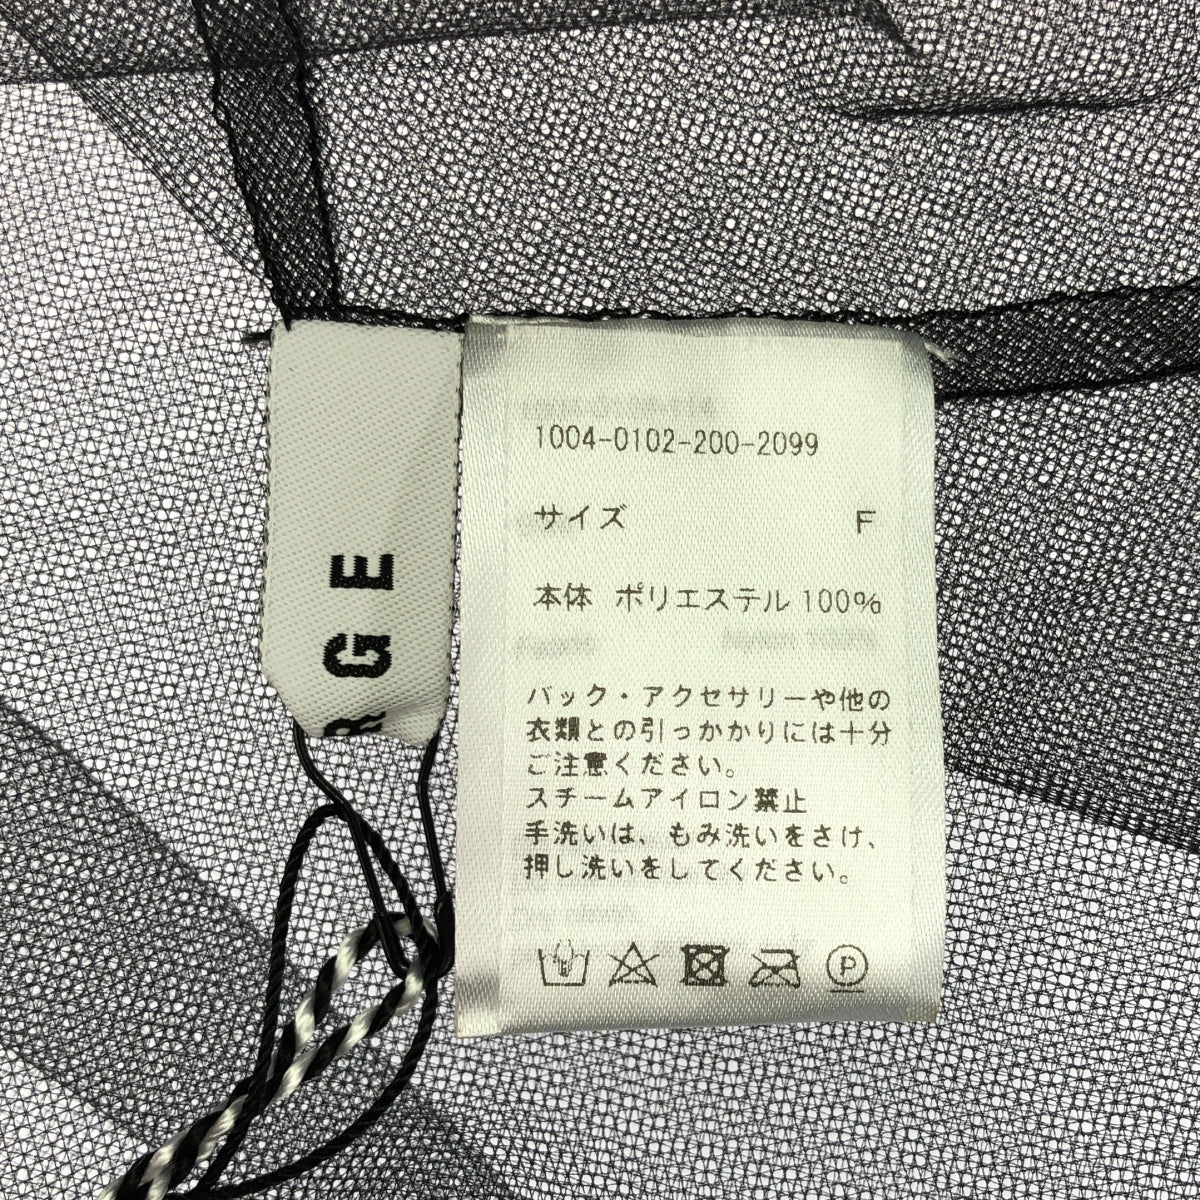 RGE
1004-0102-200-2099
サイズ F
本体 ポリエステル 100%
バック・アクセサリーや他の
衣類との引っかかりには十分
ご注意ください。
スチームアイロン禁止
手洗いは、もみ洗いをさけ、
押し洗いをしてください。
P